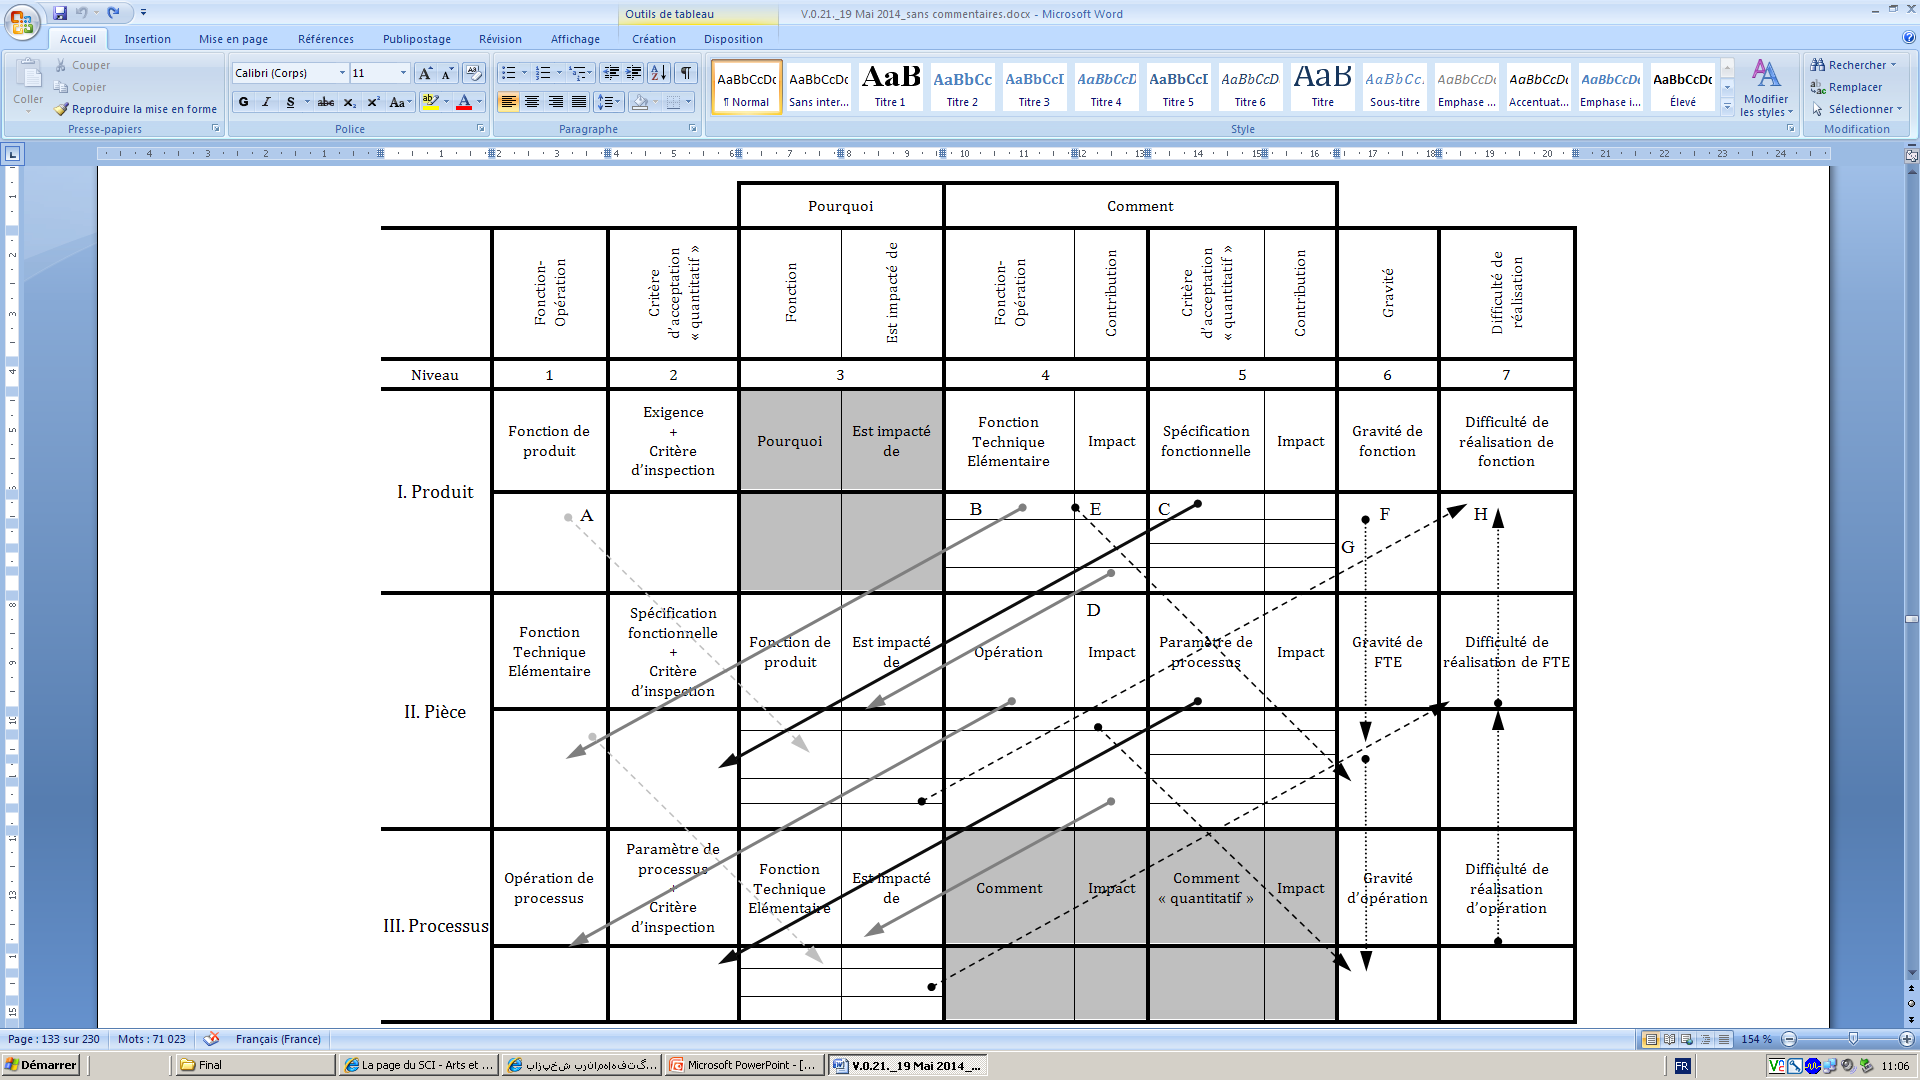 Outils de tableau
V.0.21._19 Mai 2014_sans commentaires.docx - Microsoft Word
Accueil
Insertion
Mise en page
Références
Publipostage
Révision
Affichage
Création
Disposition
Coller
Couper
Copier
Reproduire la mise en forme
Presse-papiers
Calibri (Corps)
11
Police
Paragraphe
¶ Normal
Sans inter...
Titre 1
Titre 2
Titre 3
Titre 4
Titre 5
Titre 6
Titre
Sous-titre
Emphase ...
Accentuat...
Emphase i...
Élevé
Modifier
les styles
Style
Rechercher
Remplacer
Sélectionner
Modification
Pourquoi
Comment
Fonction-
Opération
Critère
d'acceptation
« quantitatif »
Fonction
Est impacté de
Fonction-
Opération
Contribution
Critère
d'acceptation
« quantitatif »
Contribution
Gravité
Difficulté de
réalisation
Niveau
1
2
3
4
5
6
7
I. Produit
Fonction de
produit
Exigence
+
Critère
d'inspection
Pourquoi
Est impacté
de
Fonction
Technique
Elémentaire
Impact
Spécification
fonctionnelle
Impact
Gravité de
fonction
Difficulté de
réalisation de
fonction
A
B
E
C
F
G
H
II. Pièce
Fonction
Technique
Elémentaire
Spécification
fonctionnelle
+
Critère
d'inspection
Fonction de
produit
Est impacté
de
Opération
D
Impact
Paramètre de
processus
Impact
Gravité de
FTE
Difficulté de
réalisation de FTE
III. Processus
Opération de
processus
Paramètre de
processus
+
Critère
d'inspection
Fonction
Technique
Elémentaire
Est impacté
de
Comment
Impact
Comment
« quantitatif »
Impact
Gravité
d'opération
Difficulté de
réalisation
d'opération
Page : 133 sur 230
Mots : 71 023
Français (France)
154 %
Démarrer
Final
La page du SCI - Arts et ...
Microsoft PowerPoint - [...
V.0.21._19 Mai 2014_...
FR
11:06